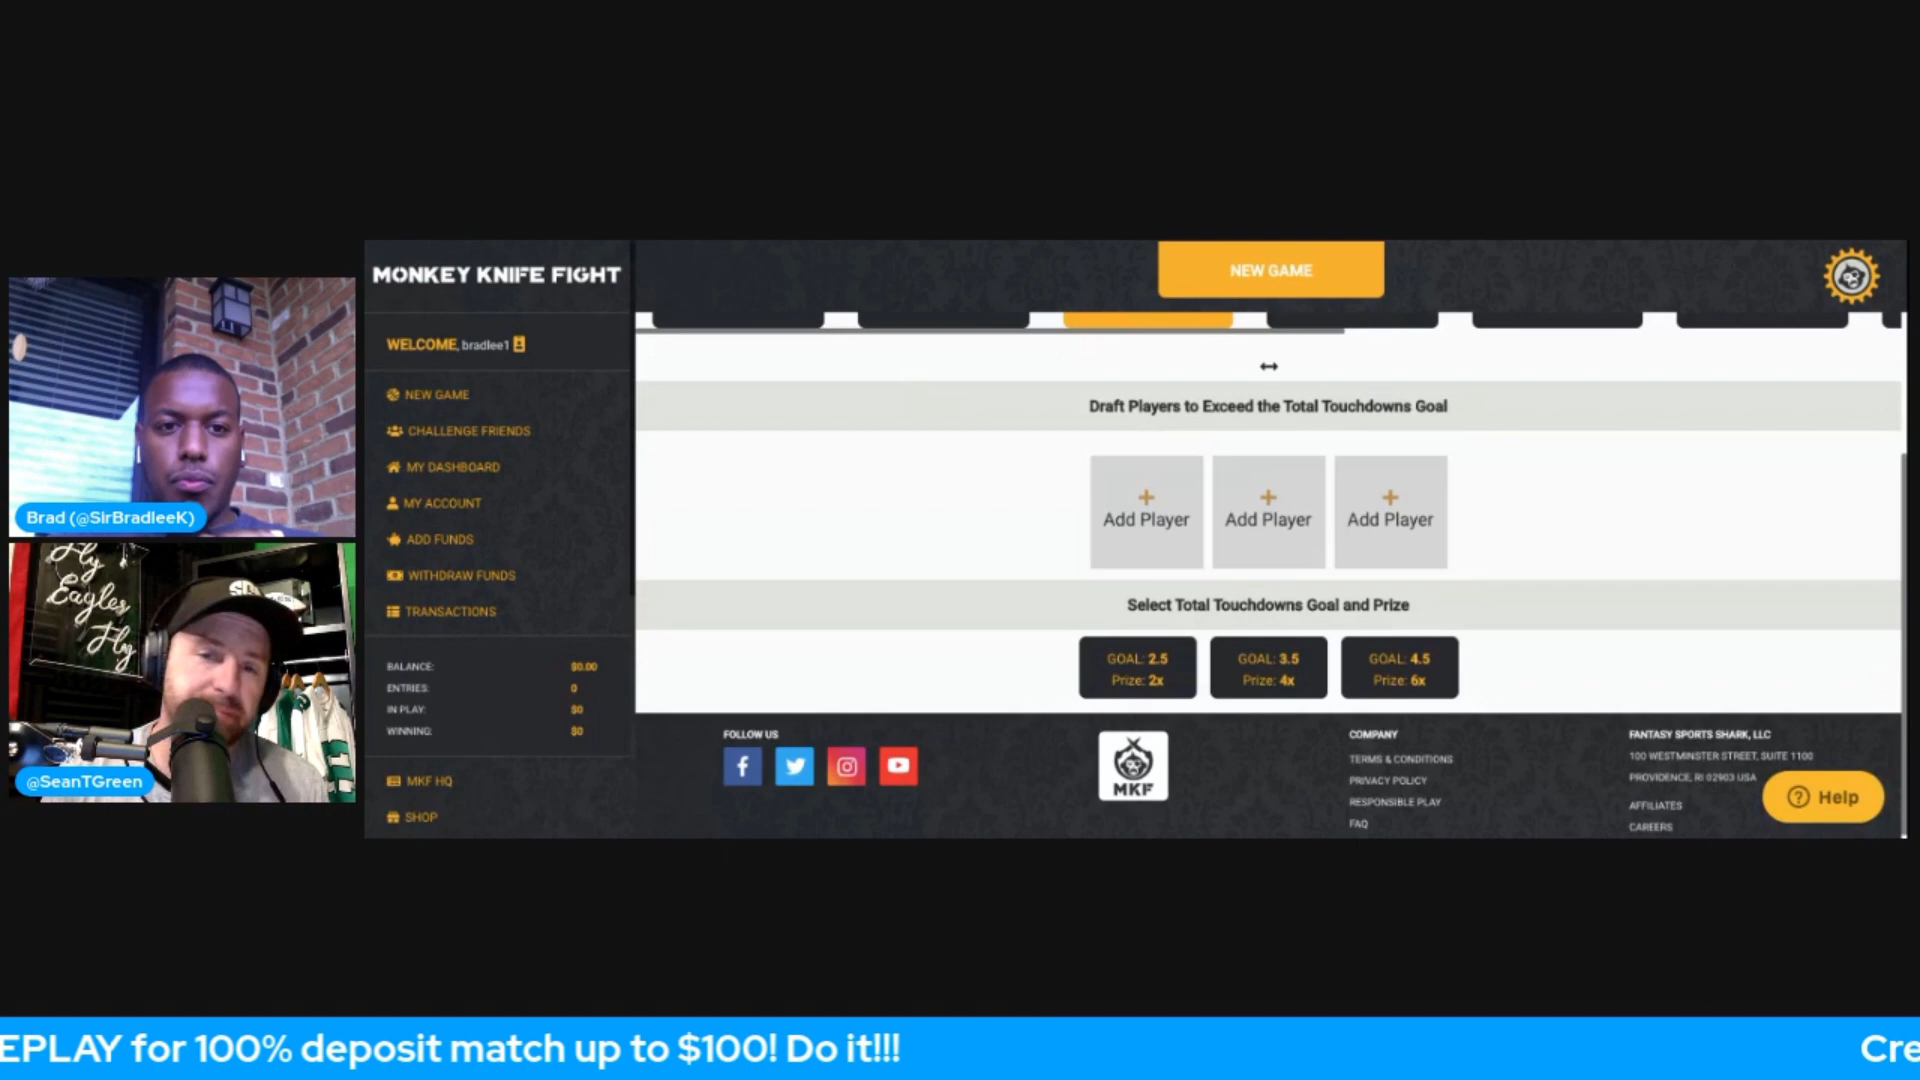 Brad (@SirBradleeK)
Fly
Eagles
Fly
@SeanTGreen
MONKEY KNIFE FIGHT
WELCOME, bradlee1
NEW GAME
CHALLENGE FRIENDS
MY DASHBOARD
MY ACCOUNT
ADD FUNDS
WITHDRAW FUNDS
TRANSACTIONS
BALANCE: $0.00
ENTRIES: 0
IN PLAY: $0
WINNING: $0
MKF HQ
SHOP
NEW GAME
Draft Players to Exceed the Total Touchdowns Goal
+ + +
Add Player Add Player Add Player
Select Total Touchdowns Goal and Prize
GOAL: 2.5 GOAL: 3.5 GOAL: 4.5
Prize: 2x Prize: 4x Prize: 6x
FOLLOW US
MKF
COMPANY
TERMS & CONDITIONS
PRIVACY POLICY
RESPONSIBLE PLAY
FAQ
FANTASY SPORTS SHARK, LLC
100 WESTMINSTER STREET, SUITE 1100
PROVIDENCE, RI 02903 USA
AFFILIATES
CAREERS
? Help
EPLAY for 100% deposit match up to $100! Do it!!! Cre